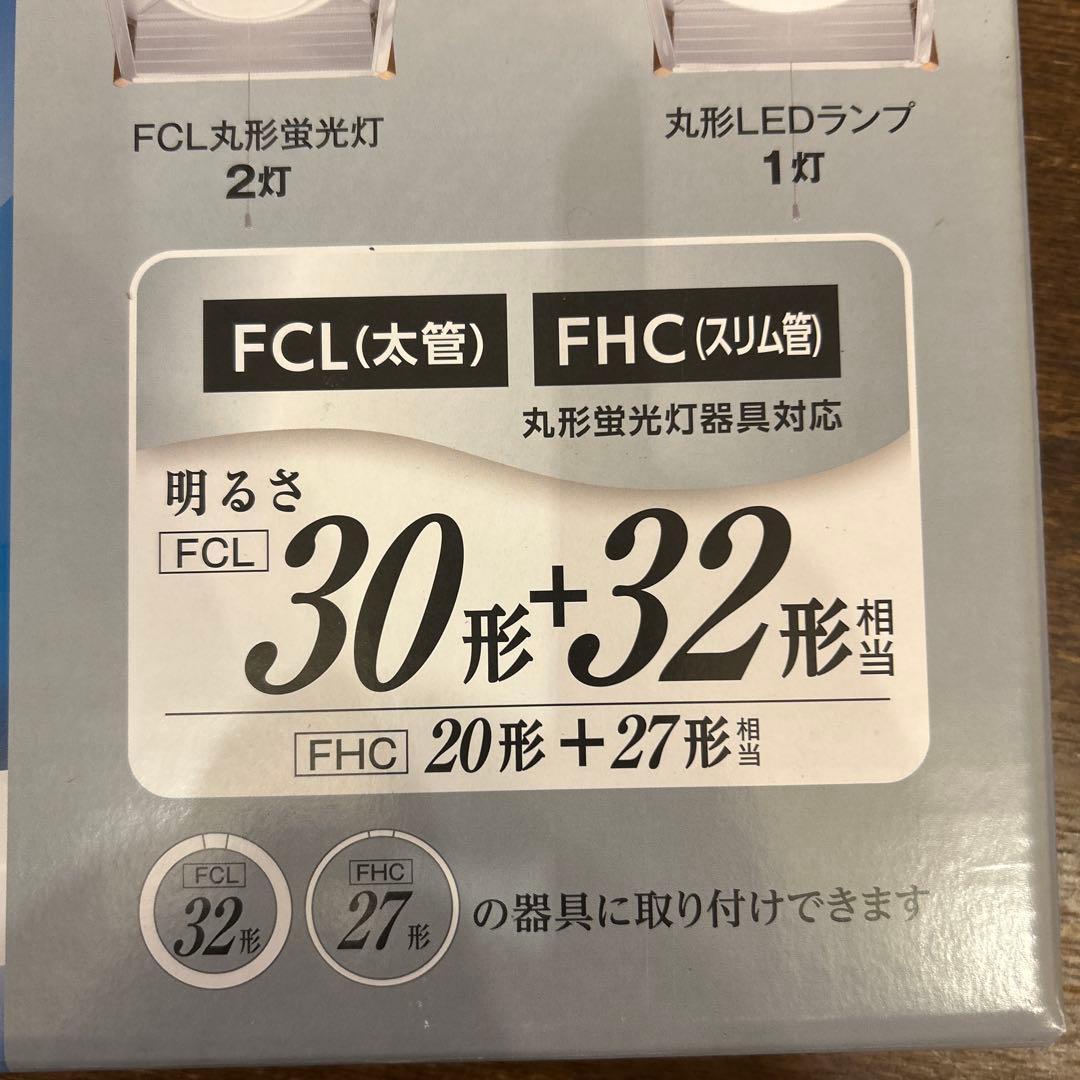 FCL丸形蛍光灯
2灯
丸形LEDランプ
1灯
FCL(太管)
FHC(スリム管)
丸形蛍光灯器具対応
明るさ
FCL 30形+32形相当
FHC 20形+27形相当
FCL 32形 FHC 27形 の器具に取り付けできます